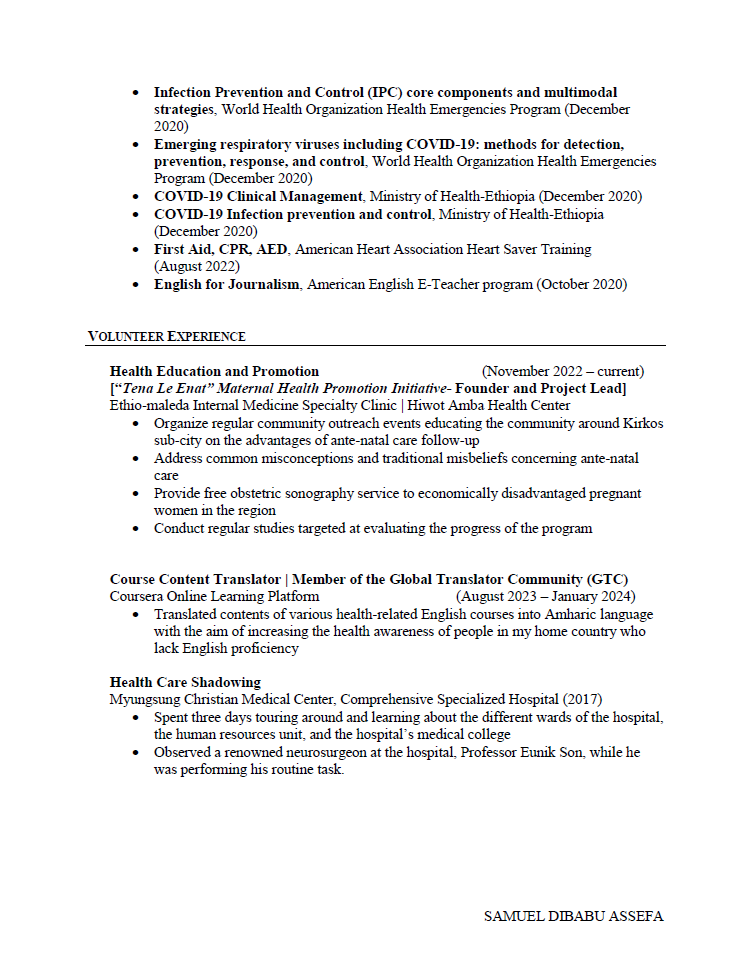 • Infection Prevention and Control (IPC) core components and multimodal
strategies, World Health Organization Health Emergencies Program (December
2020)
• Emerging respiratory viruses including COVID-19: methods for detection,
prevention, response, and control, World Health Organization Health Emergencies
Program (December 2020)
• COVID-19 Clinical Management, Ministry of Health-Ethiopia (December 2020)
• COVID-19 Infection prevention and control, Ministry of Health-Ethiopia
(December 2020)
• First Aid, CPR, AED, American Heart Association Heart Saver Training
(August 2022)
• English for Journalism, American English E-Teacher program (October 2020)
VOLUNTEER EXPERIENCE
Health Education and Promotion (November 2022 – current)
[“Tena Le Enat” Maternal Health Promotion Initiative- Founder and Project Lead]
Ethio-maleda Internal Medicine Specialty Clinic | Hiwot Amba Health Center
• Organize regular community outreach events educating the community around Kirkos
sub-city on the advantages of ante-natal care follow-up
• Address common misconceptions and traditional misbeliefs concerning ante-natal
care
• Provide free obstetric sonography service to economically disadvantaged pregnant
women in the region
• Conduct regular studies targeted at evaluating the progress of the program
Course Content Translator | Member of the Global Translator Community (GTC)
Coursera Online Learning Platform (August 2023 – January 2024)
• Translated contents of various health-related English courses into Amharic language
with the aim of increasing the health awareness of people in my home country who
lack English proficiency
Health Care Shadowing
Myungsung Christian Medical Center, Comprehensive Specialized Hospital (2017)
• Spent three days touring around and learning about the different wards of the hospital,
the human resources unit, and the hospital’s medical college
• Observed a renowned neurosurgeon at the hospital, Professor Eunik Son, while he
was performing his routine task.
SAMUEL DIBABU ASSEFA